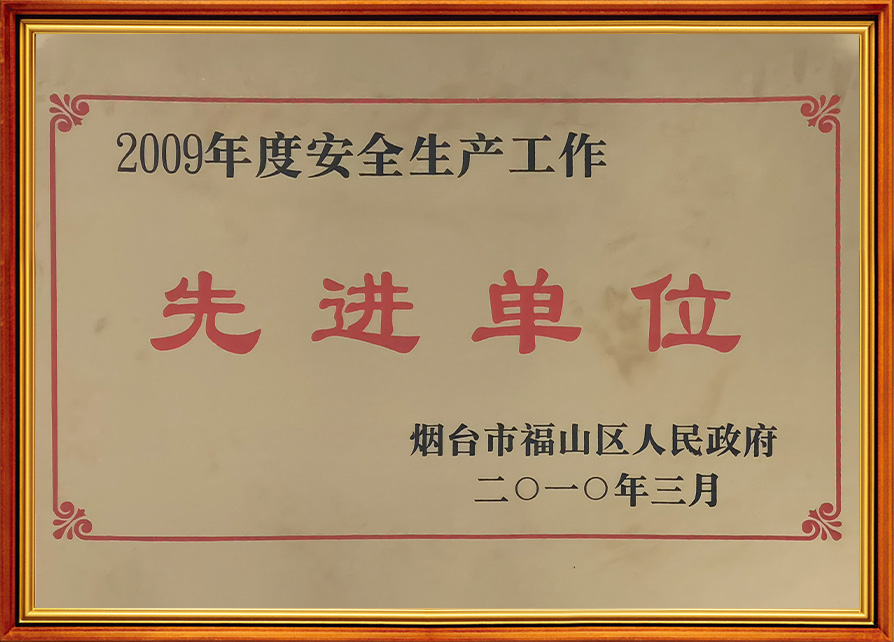 2009年度安全生产工作
先进单位
烟台市福山区人民政府
二〇一〇年三月